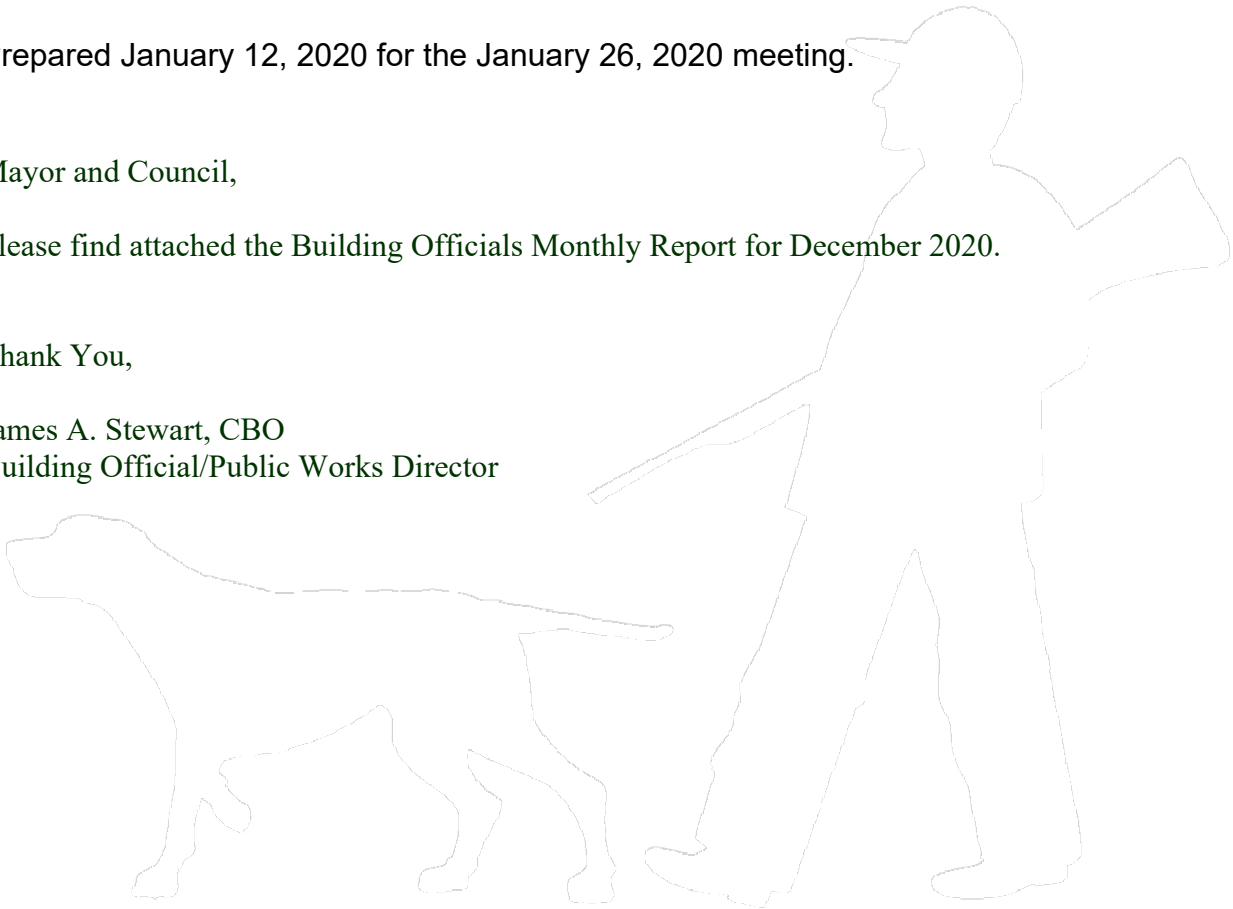 repared January 12, 2020 for the January 26, 2020 meeting.
ayor and Council,
lease find attached the Building Officials Monthly Report for December 2020.
hank You,
ames A. Stewart, CBO
uilding Official/Public Works Director